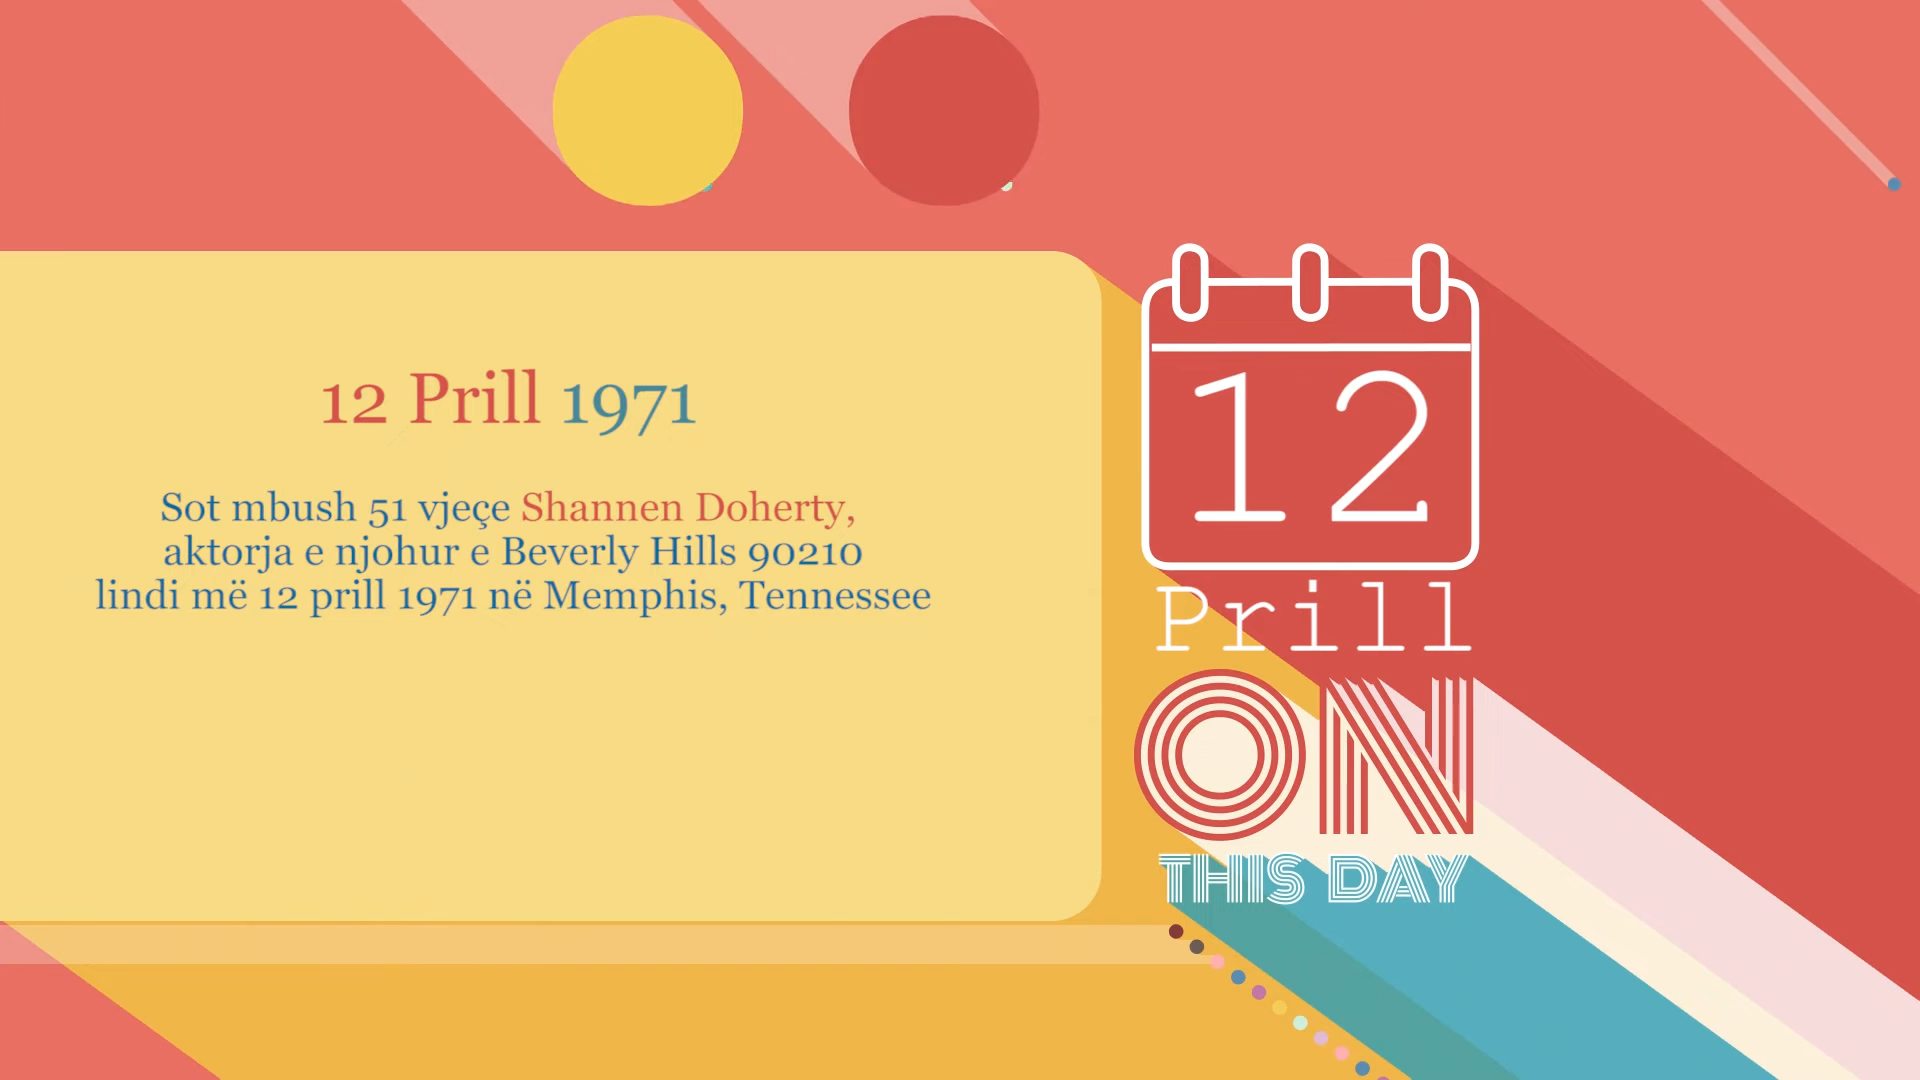 12 Prill 1971
Sot mbush 51 vjeçe Shannen Doherty,
aktorja e njohur e Beverly Hills 90210
lindi më 12 prill 1971 në Memphis, Tennessee
12
Prill
ON
THIS DAY